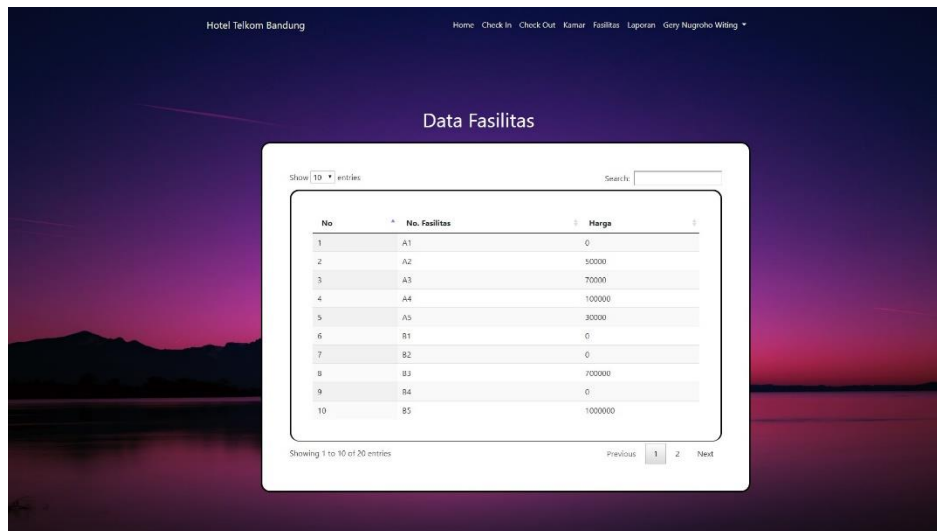 Hotel Telkom Bandung Home Check In Check Out Kamar Fasilitas Laporan Gery Nugroho Witing
Data Fasilitas
Show 10 entries Search:
No No. Fasilitas Harga
1 A1 0
2 A2 50000
3 A3 70000
4 A4 100000
5 A5 30000
6 B1 0
7 B2 0
8 B3 700000
9 B4 0
10 B5 1000000
Showing 1 to 10 of 20 entries Previous 1 2 Next